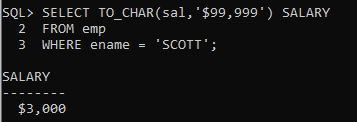 SQL> SELECT TO_CHAR(sal,'$99,999') SALARY
  2  FROM emp
  3  WHERE ename = 'SCOTT';
SALARY
--------
  $3,000